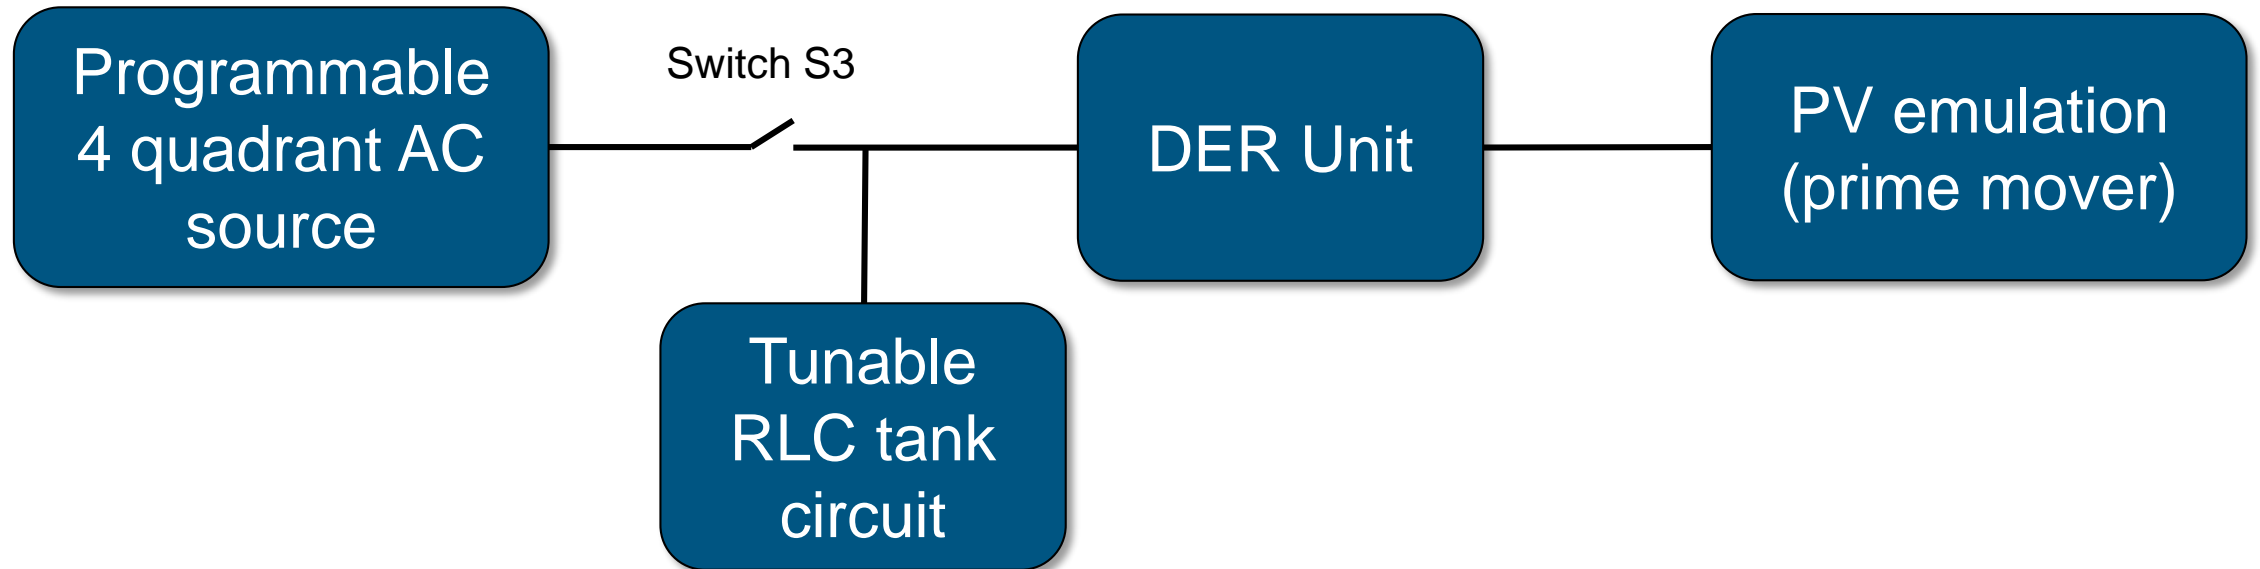 Programmable
4 quadrant AC
source
Switch S3
DER Unit
PV emulation
(prime mover)
Tunable
RLC tank
circuit